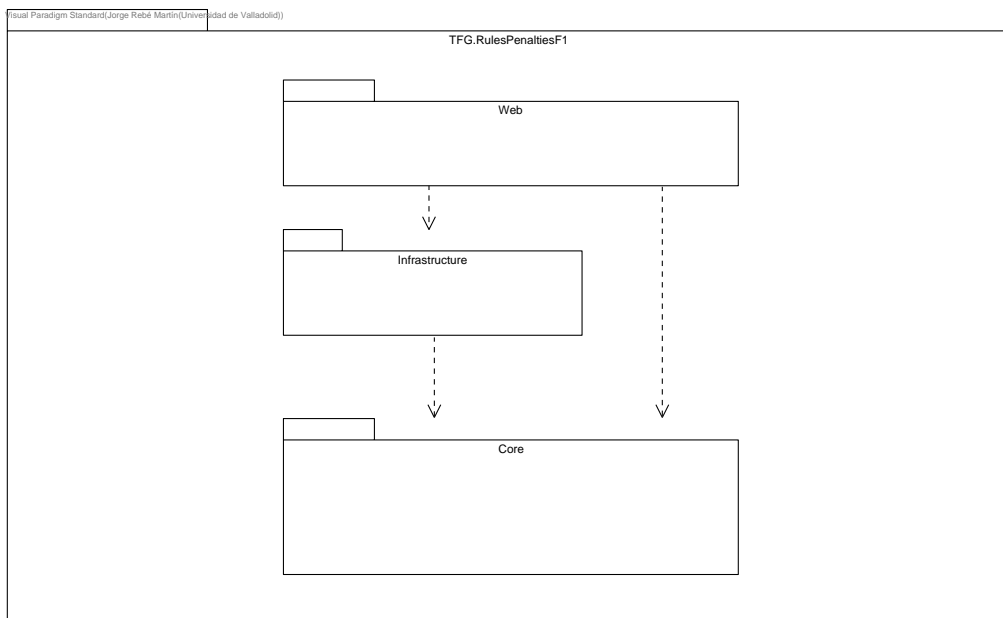 Visual Paradigm Standard(Jorge Rebé Martín(Universidad de Valladolid))
TFG.RulesPenaltiesF1
Web
Infrastructure
Core